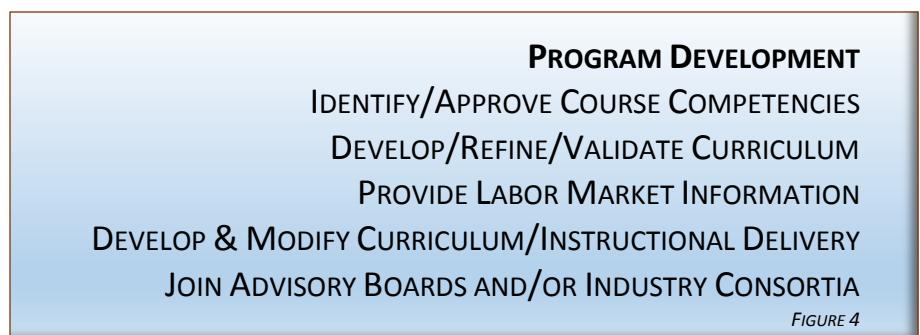 PROGRAM DEVELOPMENT
IDENTIFY/APPROVE COURSE COMPETENCIES
DEVELOP/REFINE/VALIDATE CURRICULUM
PROVIDE LABOR MARKET INFORMATION
DEVELOP & MODIFY CURRICULUM/INSTRUCTIONAL DELIVERY
JOIN ADVISORY BOARDS AND/OR INDUSTRY CONSORTIA
FIGURE 4